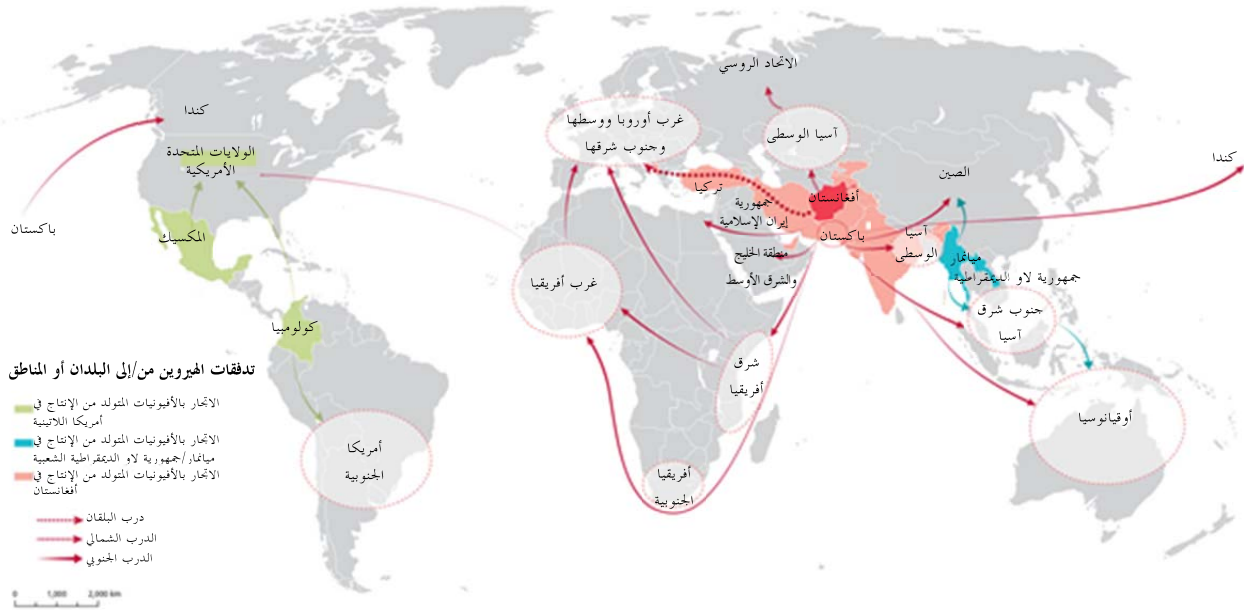 الاتحاد الروسي
كندا
غرب أوروبا ووسطها
وجنوب شرقها
آسيا الوسطى
الولايات المتحدة
الأمريكية
كندا
الصين
تركيا
أفغانستان
جمهورية
إيران الإسلامية
باكستان
المكسيك
باكستان
آسيا
الوسطى
منطقة الخليج
والشرق الأوسط
ميانمار
جمهورية لاو الديمقراطية
غرب أفريقيا
جنوب شرق
آسيا
كولومبيا
شرق
أفريقيا
أوقيانوسيا
أمريكا
الجنوبية
أفريقيا
الجنوبية
تدفقات الهيروين من/إلى البلدان أو المناطق
الاتجار بالأفيونيات المتولد من الإنتاج في
أمريكا اللاتينية
الاتجار بالأفيونيات المتولد من الإنتاج في
ميانمار/جمهورية لاو الديمقراطية الشعبية
الاتجار بالأفيونيات المتولد من الإنتاج في
أفغانستان
درب البلقان
الدرب الشمالي
الدرب الجنوبي
0 1,000 2,000 km